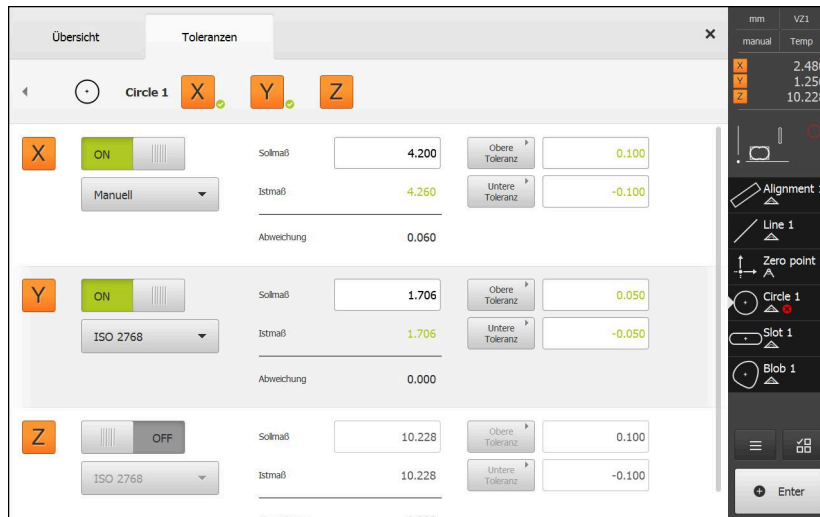 Übersicht
Toleranzen
×
Circle 1
X
Y
Z
X
ON
Manuell
Sollmaß
4.200
Istmaß
4.260
Abweichung
0.060
Obere Toleranz
0.100
Untere Toleranz
-0.100
Y
ON
ISO 2768
Sollmaß
1.706
Istmaß
1.706
Abweichung
0.000
Obere Toleranz
0.050
Untere Toleranz
-0.050
Z
OFF
ISO 2768
Sollmaß
10.228
Istmaß
10.228
Obere Toleranz
0.100
Untere Toleranz
-0.100
mm
VZ1
manual
Temp
X
Y
Z 10.228
Alignment
Line 1
Zero point
Circle 1
Slot 1
Blob 1
Enter